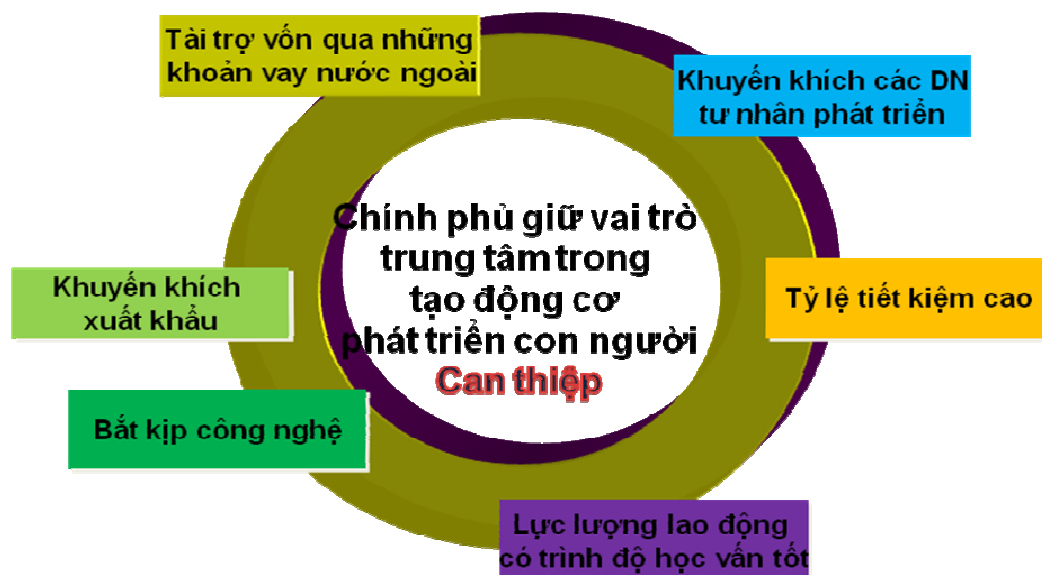 Tài trợ vốn qua những
khoản vay nước ngoài
Khuyến khích các DN
tư nhân phát triển
Chính phủ giữ vai trò
trung tâm trong
tạo động cơ
phát triển con người
Can thiệp
Khuyến khích
xuất khẩu
Tỷ lệ tiết kiệm cao
Bắt kịp công nghệ
Lực lượng lao động
có trình độ học vấn tốt